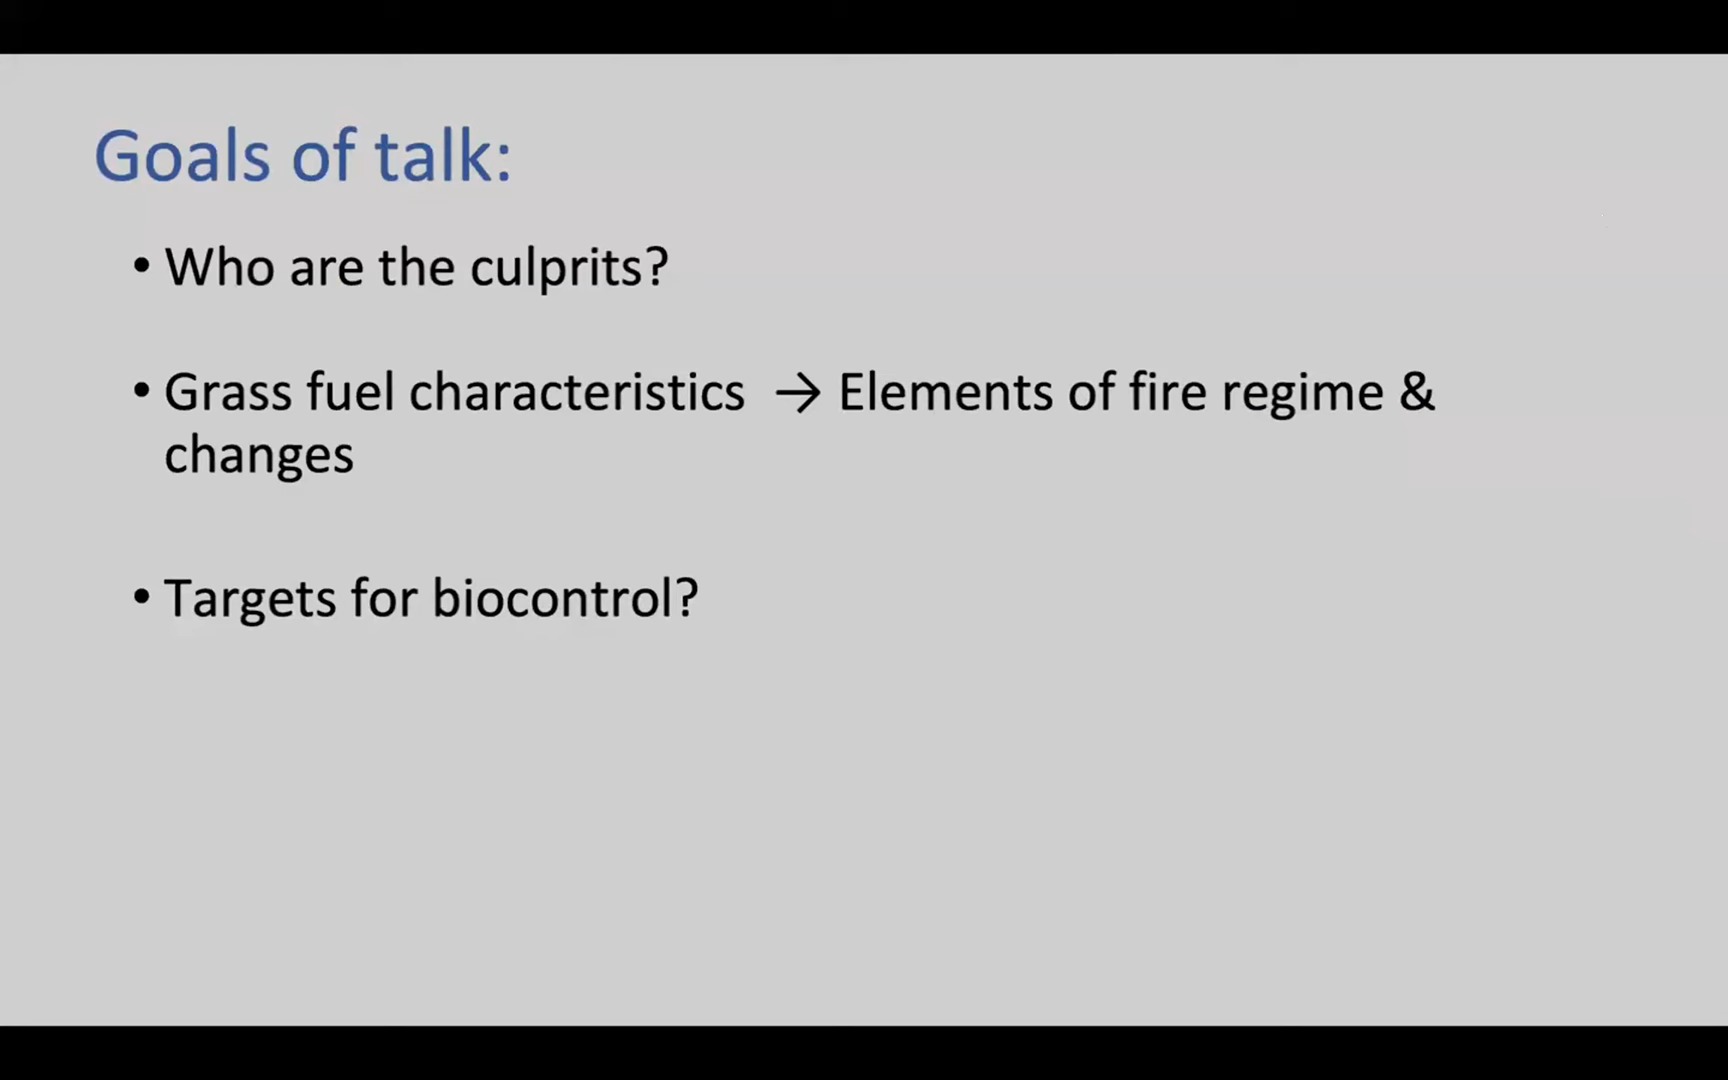 Goals of talk:
• Who are the culprits?
• Grass fuel characteristics → Elements of fire regime &
changes
• Targets for biocontrol?